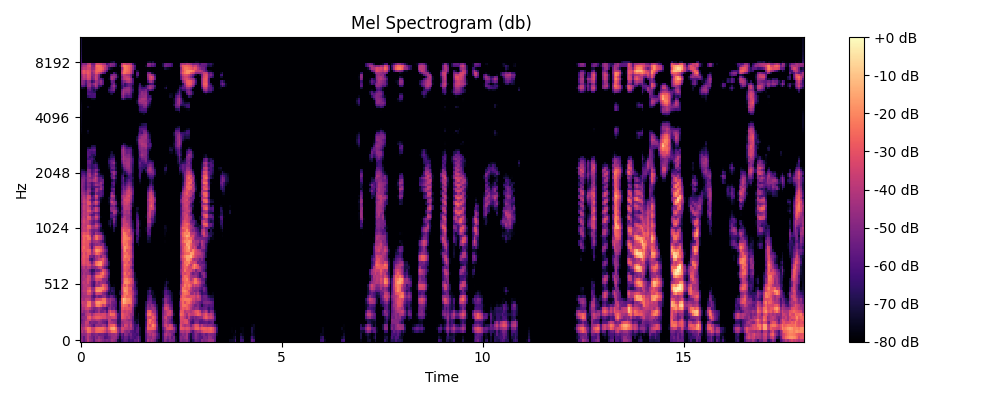 Mel Spectrogram (db)
8192
4096
2048
1024
512
0
Hz
0 5 10 15
Time
+0 dB
-10 dB
-20 dB
-30 dB
-40 dB
-50 dB
-60 dB
-70 dB
-80 dB